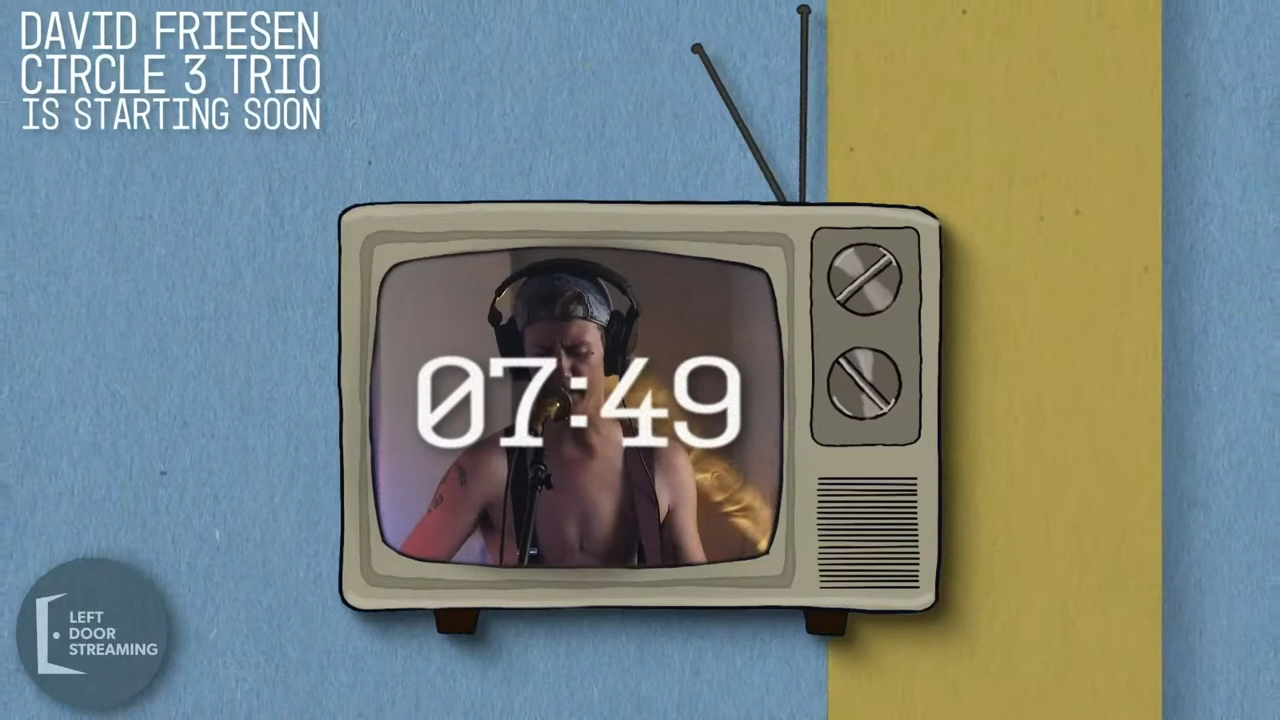 DAVID FRIESEN
CIRCLE 3 TRIO
IS STARTING SOON
07:49
LEFT
DOOR
STREAMING